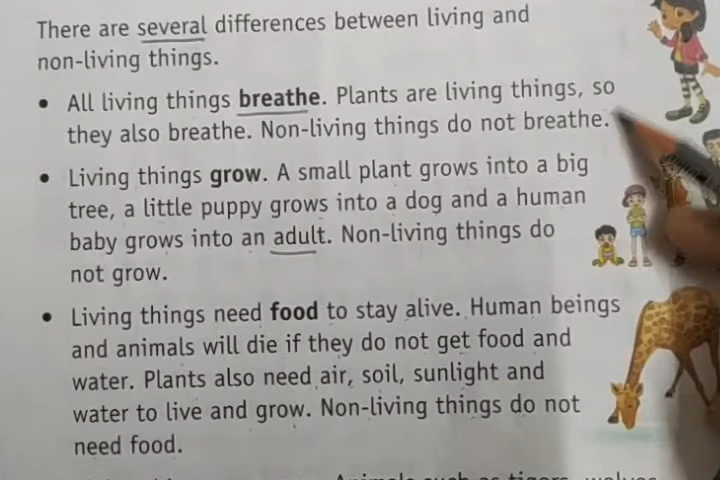 There are several differences between living and
non-living things.
• All living things breathe. Plants are living things, so
they also breathe. Non-living things do not breathe.
• Living things grow. A small plant grows into a big
tree, a little puppy grows into a dog and a human
baby grows into an adult. Non-living things do
not grow.
• Living things need food to stay alive. Human beings
and animals will die if they do not get food and
water. Plants also need air, soil, sunlight and
water to live and grow. Non-living things do not
need food.
Animals such as tigers, wolves